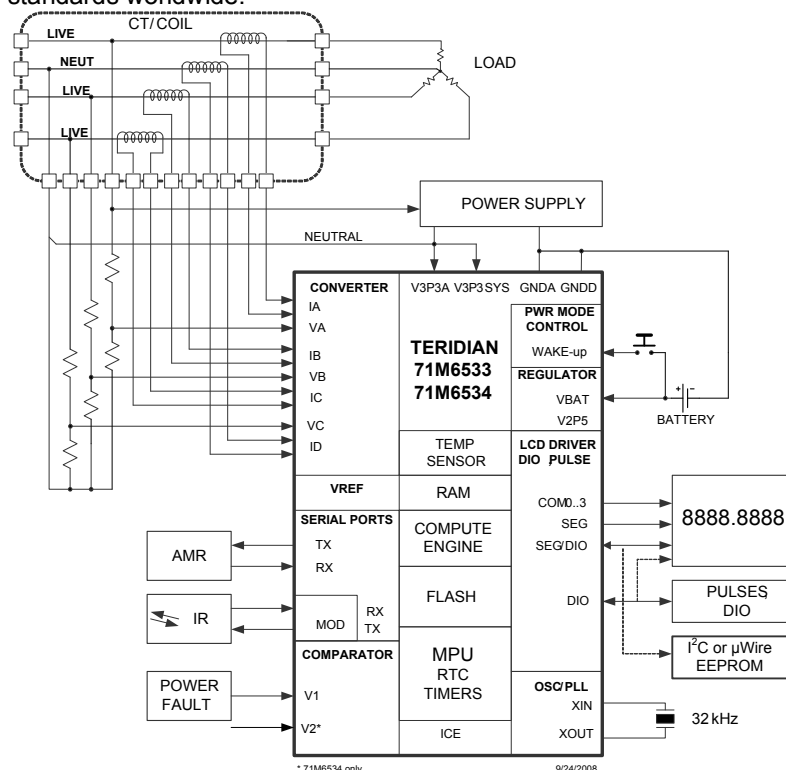 standards worldwide.
CT/COIL
LIVE
NEUT
LIVE
LIVE
LOAD
POWER SUPPLY
NEUTRAL
CONVERTER
IA
VA
IB
VB
IC
VC
ID
V3P3A V3P3SYS GNDA GNDD
TERIDIAN
71M6533
71M6534
PWR MODE
CONTROL
WAKE-up
REGULATOR
VBAT
V2P5
+ -
BATTERY
TEMP
SENSOR
LCD DRIVER
DIO PULSE
VREF
RAM
COM0..3
SEG
SEG/DIO
DIO
8888.8888
PULSES,
DIO
I²C or µWire
EEPROM
SERIAL PORTS
TX
RX
AMR
COMPUTE
ENGINE
IR
MOD
RX
TX
FLASH
COMPARATOR
V1
V2*
POWER
FAULT
MPU
RTC
TIMERS
ICE
OSC/PLL
XIN
XOUT
32 kHz
* 71M6534 only
9/24/2008